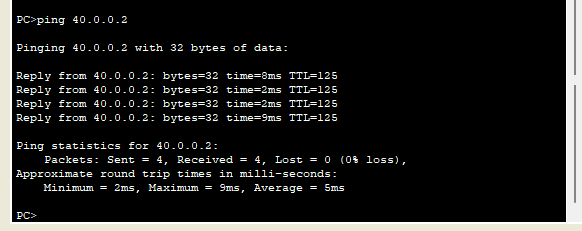 PC>ping 40.0.0.2
Pinging 40.0.0.2 with 32 bytes of data:
Reply from 40.0.0.2: bytes=32 time=8ms TTL=125
Reply from 40.0.0.2: bytes=32 time=2ms TTL=125
Reply from 40.0.0.2: bytes=32 time=2ms TTL=125
Reply from 40.0.0.2: bytes=32 time=9ms TTL=125
Ping statistics for 40.0.0.2:
    Packets: Sent = 4, Received = 4, Lost = 0 (0% loss),
Approximate round trip times in milli-seconds:
    Minimum = 2ms, Maximum = 9ms, Average = 5ms
PC>